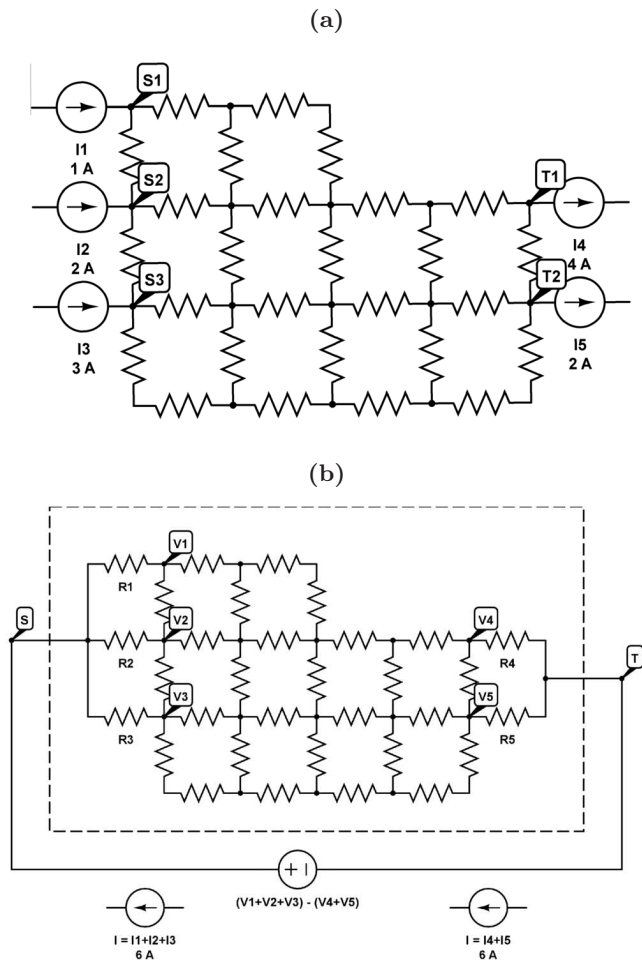 (a)
S1
I1
1 A
S2
T1
I2
2 A
I4
4 A
S3
T2
I3
3 A
I5
2 A
(b)
V1
R1
S
V2
V4
R2
R4
T
V3
V5
R3
R5
+ −
(V1+V2+V3) - (V4+V5)
I = I1+I2+I3
6 A
I = I4+I5
6 A